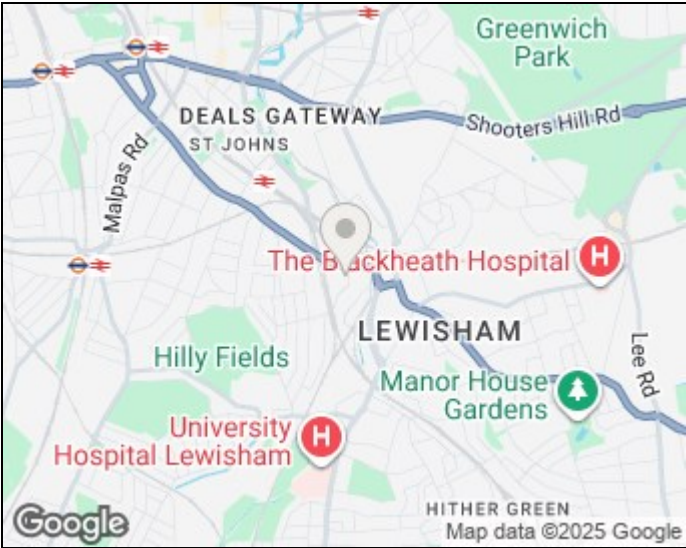 Greenwich
Park
DEALS GATEWAY
Shooters Hill Rd
ST JOHNS
Malpas Rd
The Blackheath Hospital
H
LEWISHAM
Lee Rd
Hilly Fields
Manor House
Gardens
University
Hospital Lewisham
H
HITHER GREEN
Google
Map data ©2025 Google